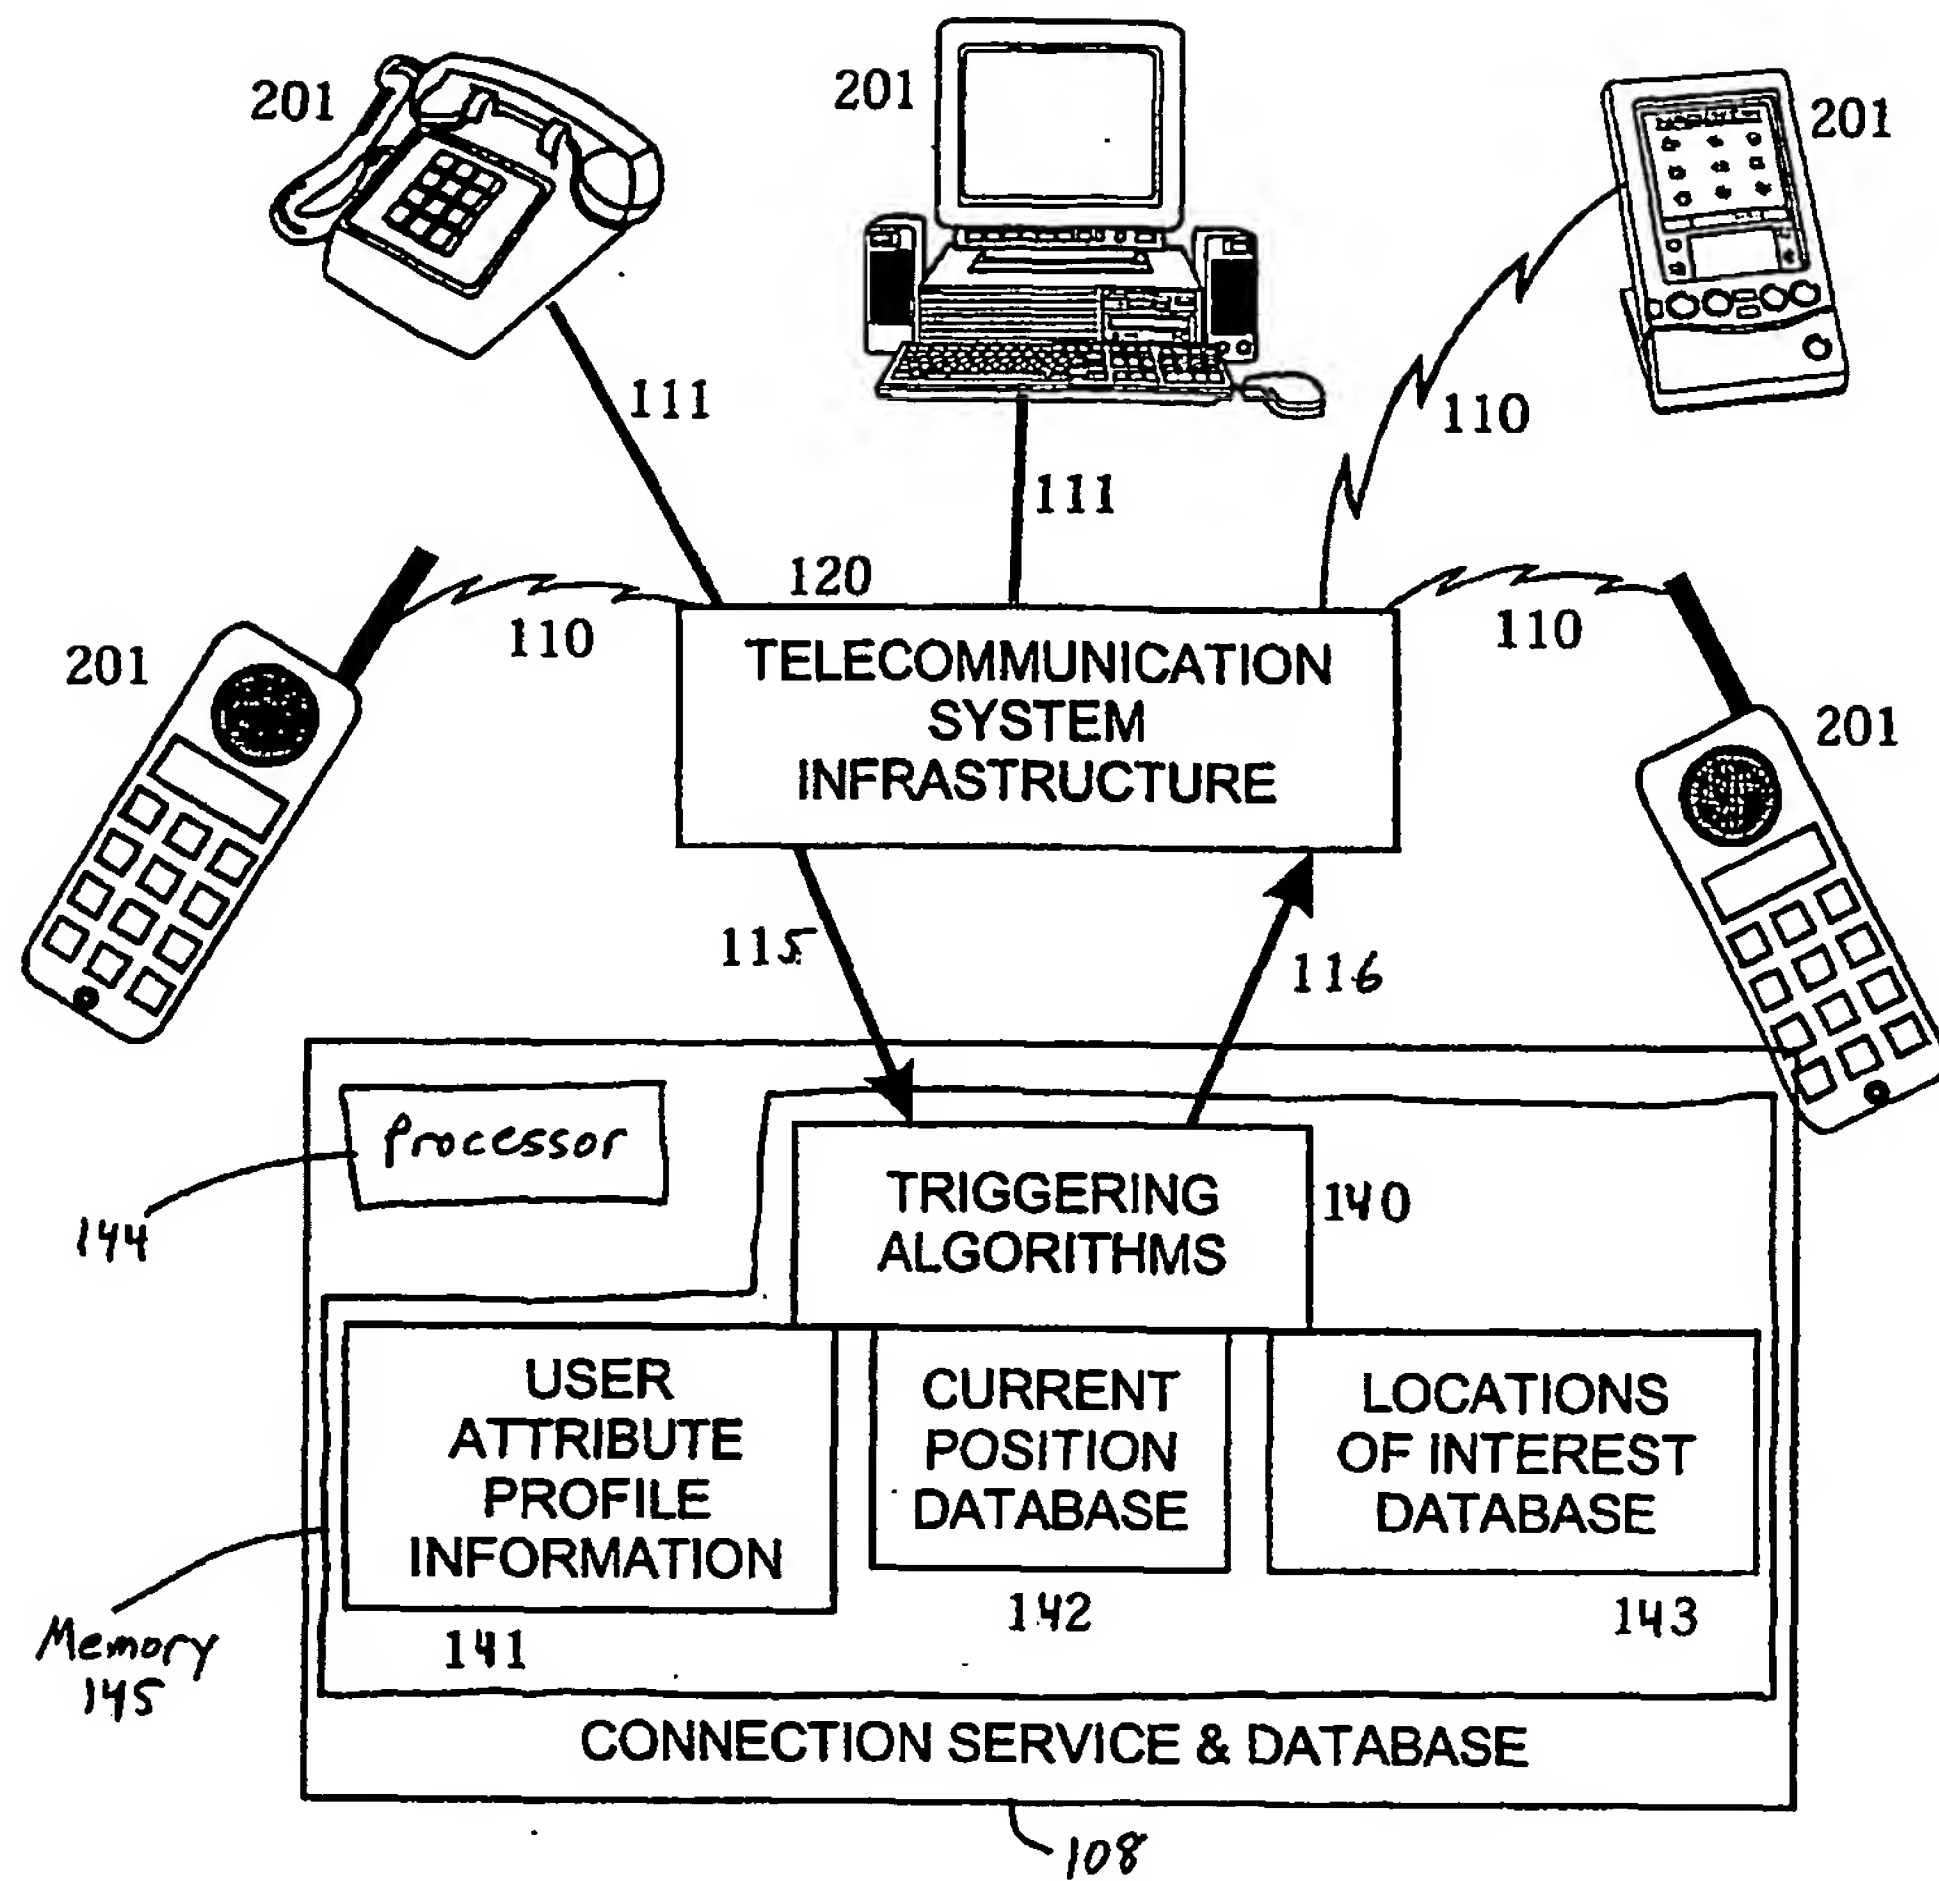 201
201
201
111
111
110
120
110
110
201
201
TELECOMMUNICATION
SYSTEM
INFRASTRUCTURE
115
116
Processor
144
TRIGGERING
ALGORITHMS
140
USER
ATTRIBUTE
PROFILE
INFORMATION
141
CURRENT
POSITION
DATABASE
142
LOCATIONS
OF INTEREST
DATABASE
143
Memory
145
CONNECTION SERVICE & DATABASE
108